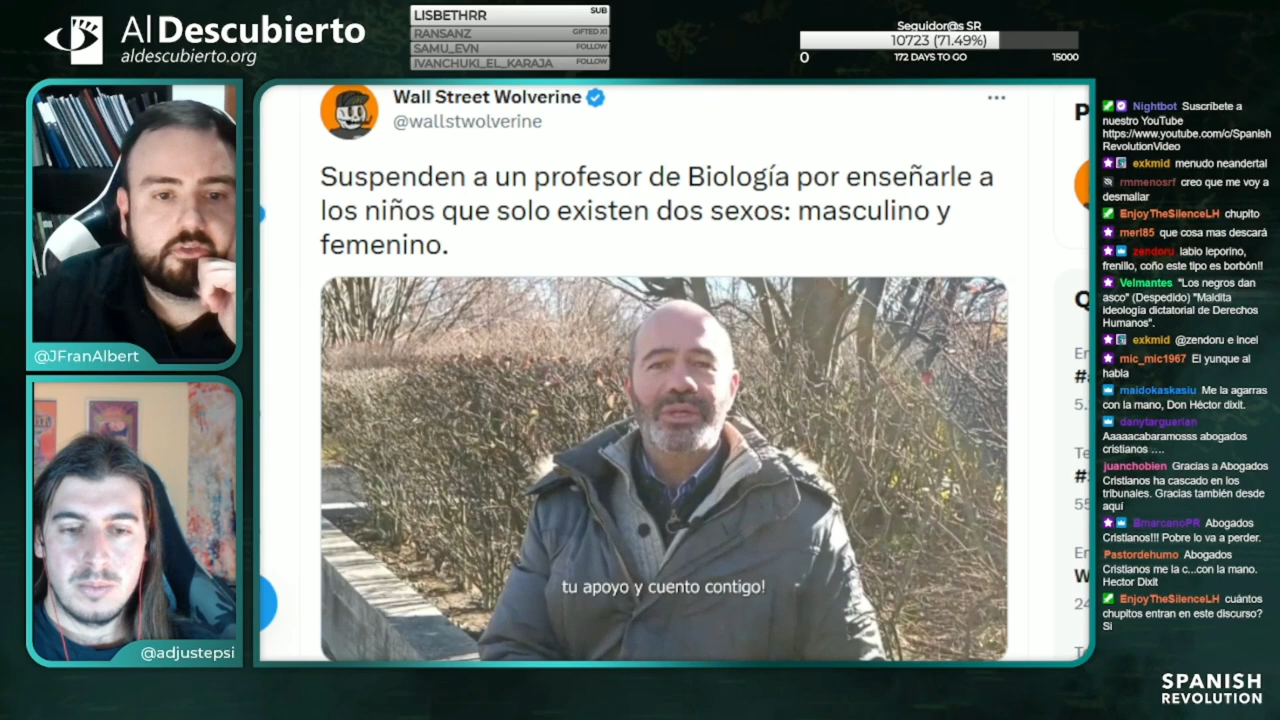 Al Descubierto
aldescubierto.org
LISBETHRR SUB
RANSANZ GIFTED X1
SAMU_EVN FOLLOW
IVANCHUKI_EL_KARAJA FOLLOW
Seguidor@s SR
10723 (71.49%)
0 172 DAYS TO GO 15000
@JFranAlbert
@adjustepsi
Wall Street Wolverine
@wallstwolverine
Suspenden a un profesor de Biología por enseñarle a
los niños que solo existen dos sexos: masculino y
femenino.
tu apoyo y cuento contigo!
Nightbot Suscríbete a
nuestro YouTube
https://www.youtube.com/c/Spanish
RevolutionVideo
exkmid menudo neandertal
rmmenosrf creo que me voy a
desmallar
EnjoyTheSilenceLH chupito
merl85 que cosa mas descará
zendoru labio leporino,
frenillo, coño este tipo es borbón!!
Velmantes "Los negros dan
asco" (Despedido) "Maldita
ideología dictatorial de Derechos
Humanos".
exkmid @zendoru e incel
mic_mic1967 El yunque al
habla
maidokaskasiu Me la agarras
con la mano, Don Héctor dixit.
danytarguerian
Aaaaacabaramosss abogados
cristianos ....
juanchobien Gracias a Abogados
Cristianos ha cascado en los
tribunales. Gracias también desde
aquí
BmarcanoPR Abogados
Cristianos!!! Pobre lo va a perder.
Pastordehumo Abogados
Cristianos me la c...con la mano.
Hector Dixit
EnjoyTheSilenceLH cuántos
chupitos entran en este discurso?
Si
SPANISH
REVOLUTION